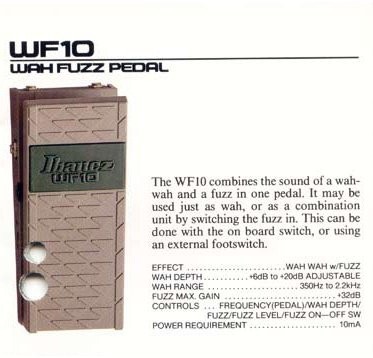 WF10
WAH FUZZ PEDAL
Ibanez
WF10
The WF10 combines the sound of a wah-
wah and a fuzz in one pedal. It may be
used just as wah, or as a combination
unit by switching the fuzz in. This can be
done with the on board switch, or using
an external footswitch.
EFFECT ..................... WAH WAH w/FUZZ
WAH DEPTH .......... +6dB to +20dB ADJUSTABLE
WAH RANGE ..................... 350Hz to 2.2kHz
FUZZ MAX. GAIN ......................... +32dB
CONTROLS ... FREQUENCY(PEDAL)/WAH DEPTH/
FUZZ/FUZZ LEVEL/FUZZ ON—OFF SW
POWER REQUIREMENT .................... 10mA